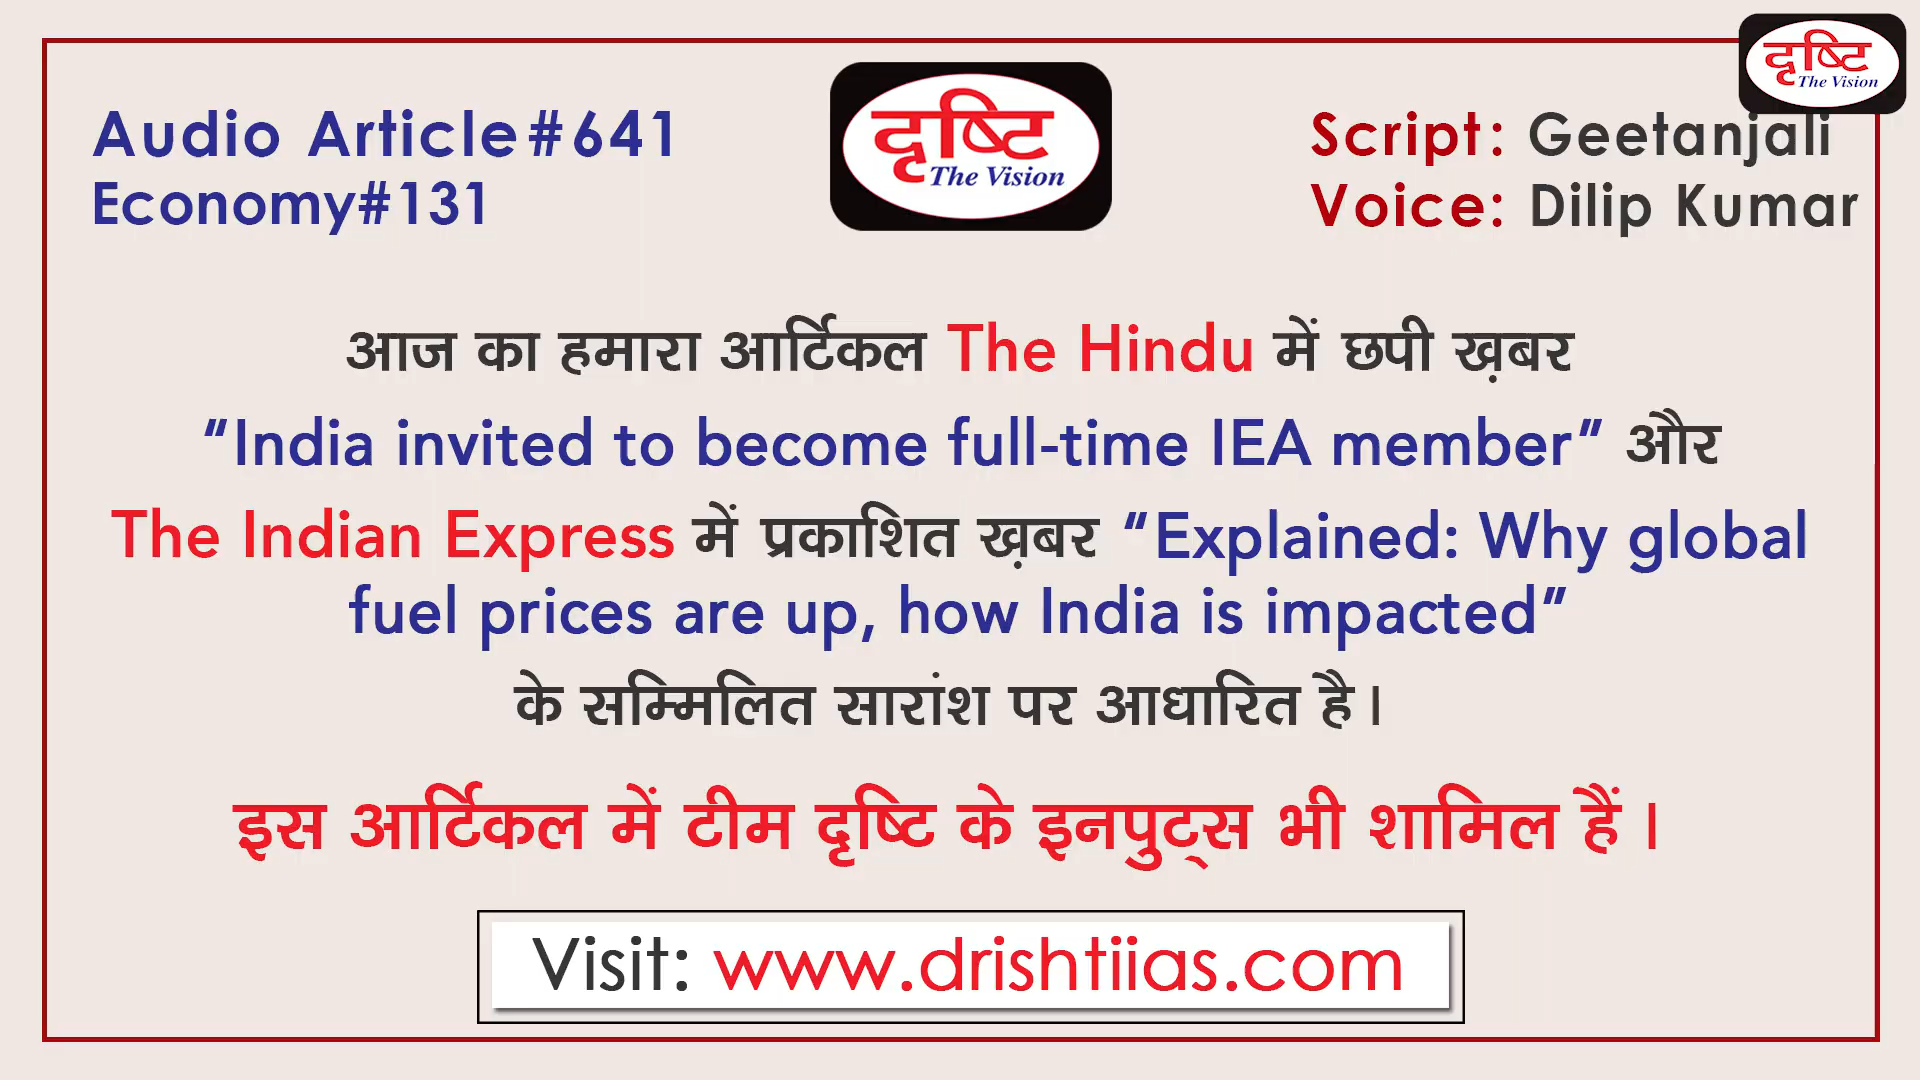 दृष्टि
The Vision
Audio Article#641
Economy#131
दृष्टि
The Vision
Script: Geetanjali
Voice: Dilip Kumar
आज का हमारा आर्टिकल The Hindu में छपी ख़बर
“India invited to become full-time IEA member” और
The Indian Express में प्रकाशित ख़बर “Explained: Why global
fuel prices are up, how India is impacted”
के सम्मिलित सारांश पर आधारित है।
इस आर्टिकल में टीम दृष्टि के इनपुट्स भी शामिल हैं।
Visit: www.drishtiias.com